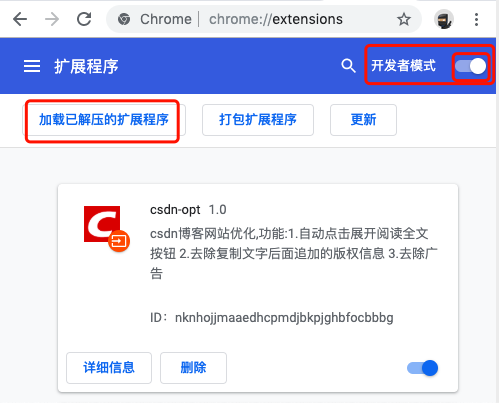 Chrome | chrome://extensions
扩展程序 开发者模式
加载已解压的扩展程序 打包扩展程序 更新
csdn-opt 1.0
csdn博客网站优化,功能:1.自动点击展开阅读全文
按钮 2.去除复制文字后面追加的版权信息 3.去除广
告
ID：nknhojjmaaedhcpmdjbkpjghbfocbbbg
详细信息 删除